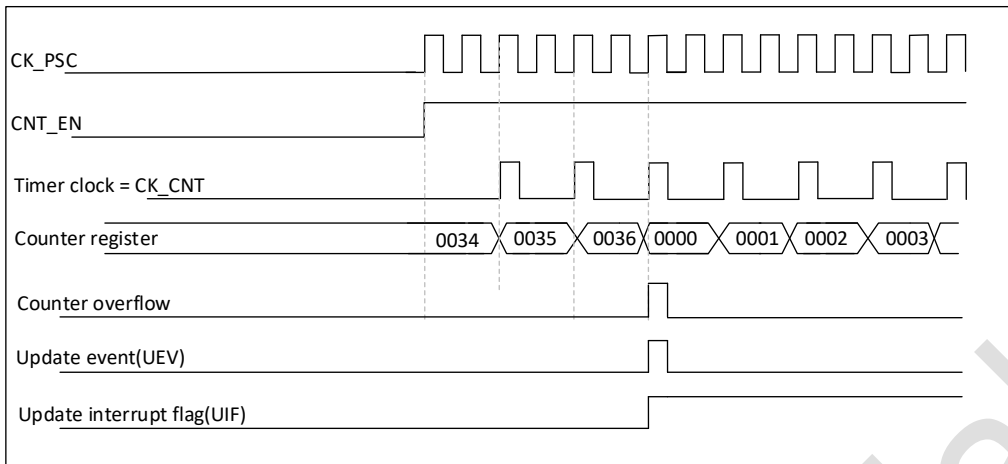 CK_PSC
CNT_EN
Timer clock = CK_CNT
Counter register 0034 0035 0036 0000 0001 0002 0003
Counter overflow
Update event(UEV)
Update interrupt flag(UIF)